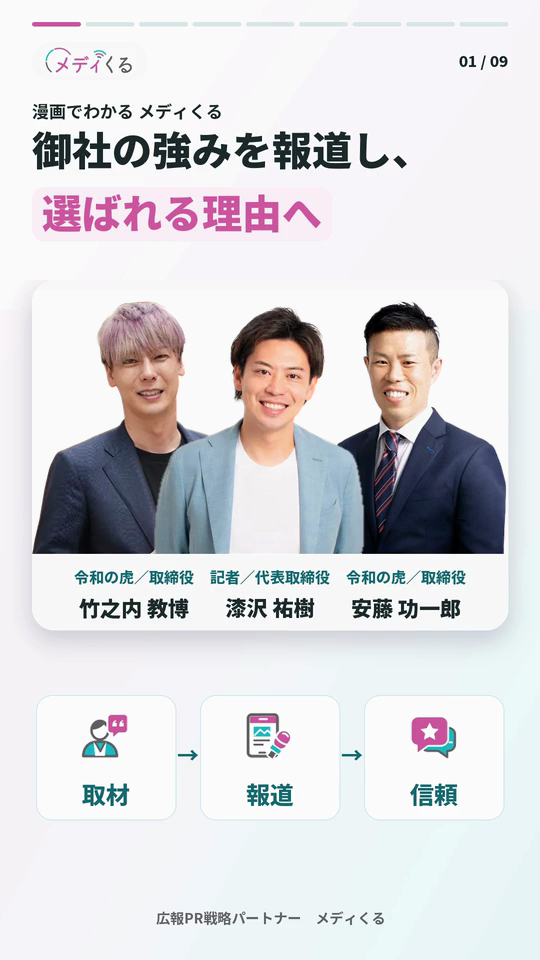 メディくる
01 / 09
漫画でわかる メディくる
御社の強みを報道し、
選ばれる理由へ
令和の虎／取締役 記者／代表取締役 令和の虎／取締役
竹之内 教博 漆沢 祐樹 安藤 功一郎
取材 → 報道 → 信頼
広報PR戦略パートナー　メディくる